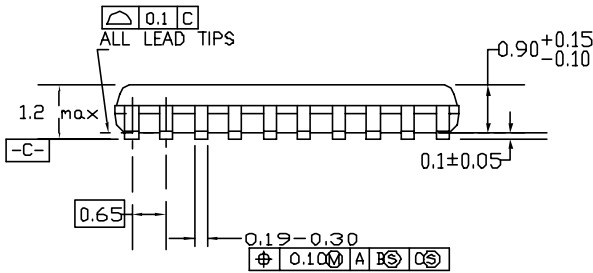 ⌓ 0.1 C
ALL LEAD TIPS
0.90 +0.15 -0.10
1.2 max
-C-
0.1±0.05
0.65
0.19-0.30
⌖ 0.10Ⓜ A BⓈ CⓈ